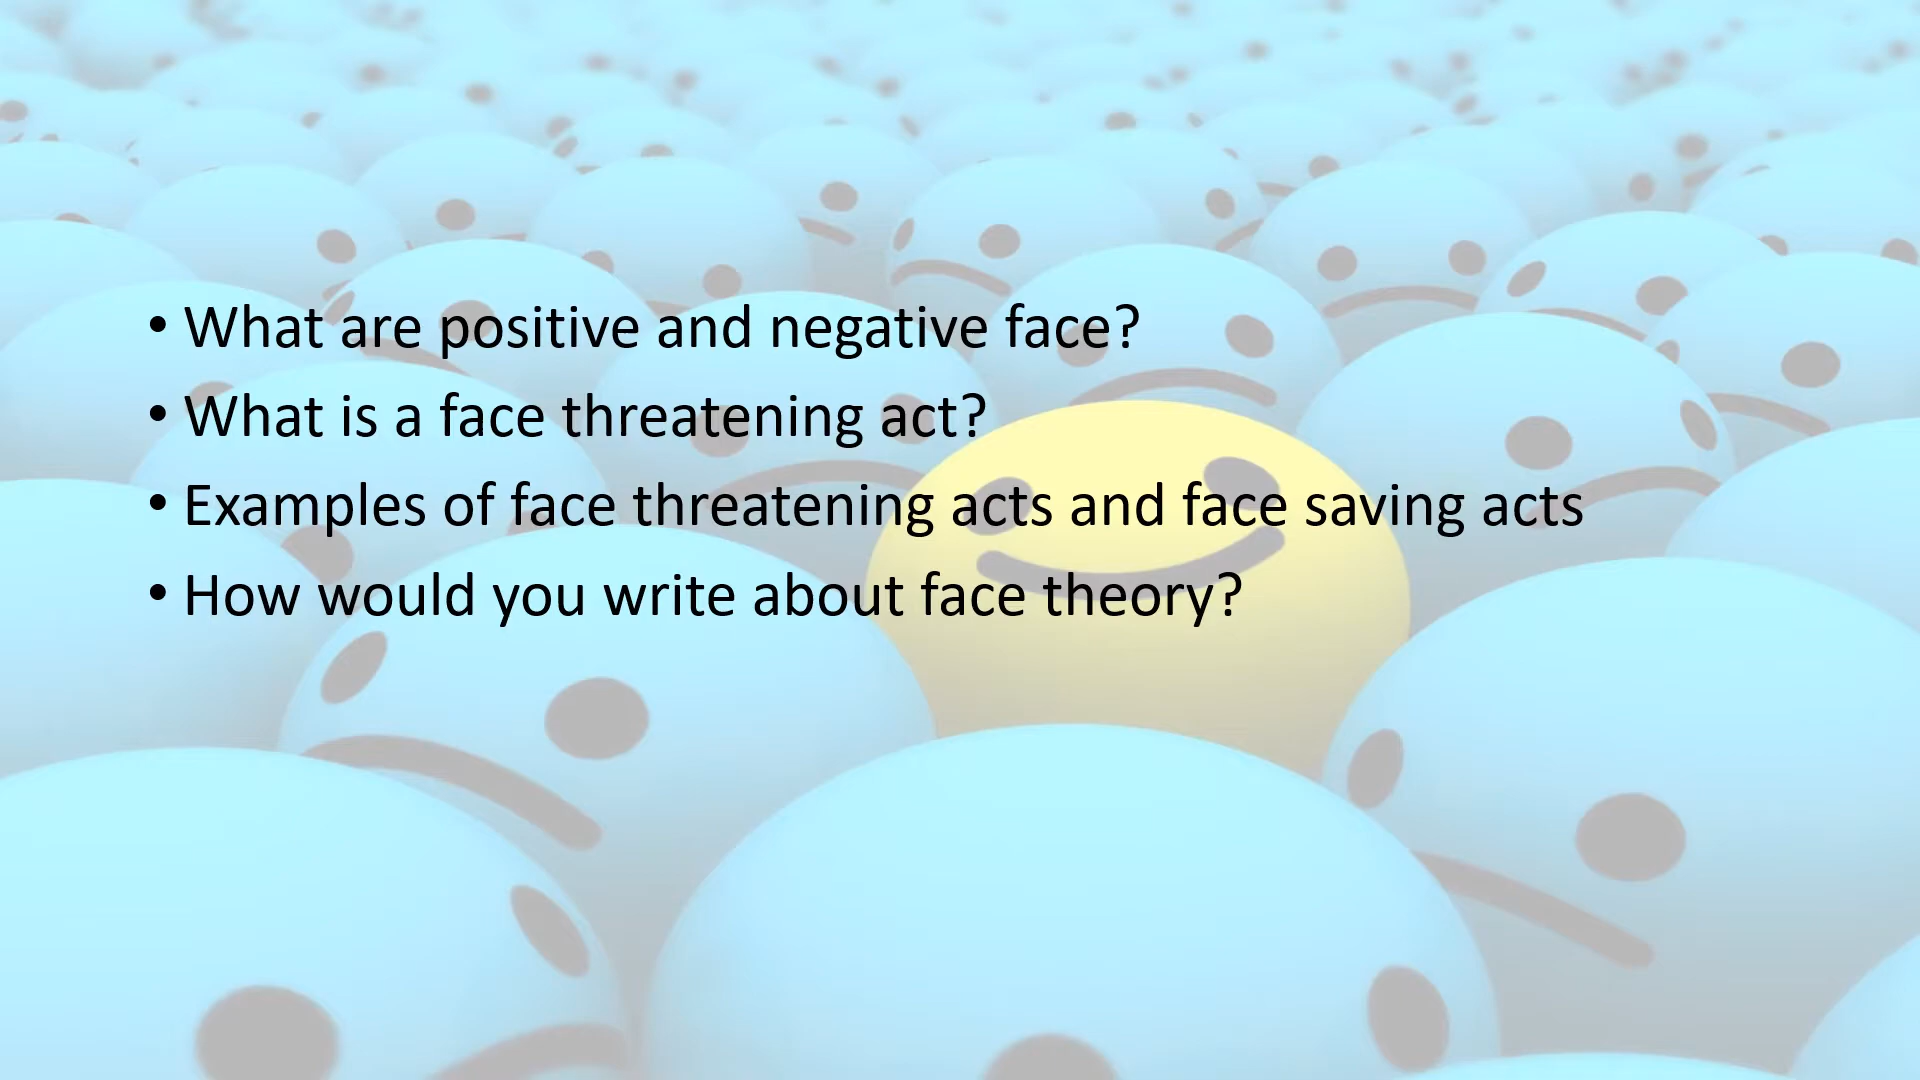 • What are positive and negative face?
• What is a face threatening act?
• Examples of face threatening acts and face saving acts
• How would you write about face theory?